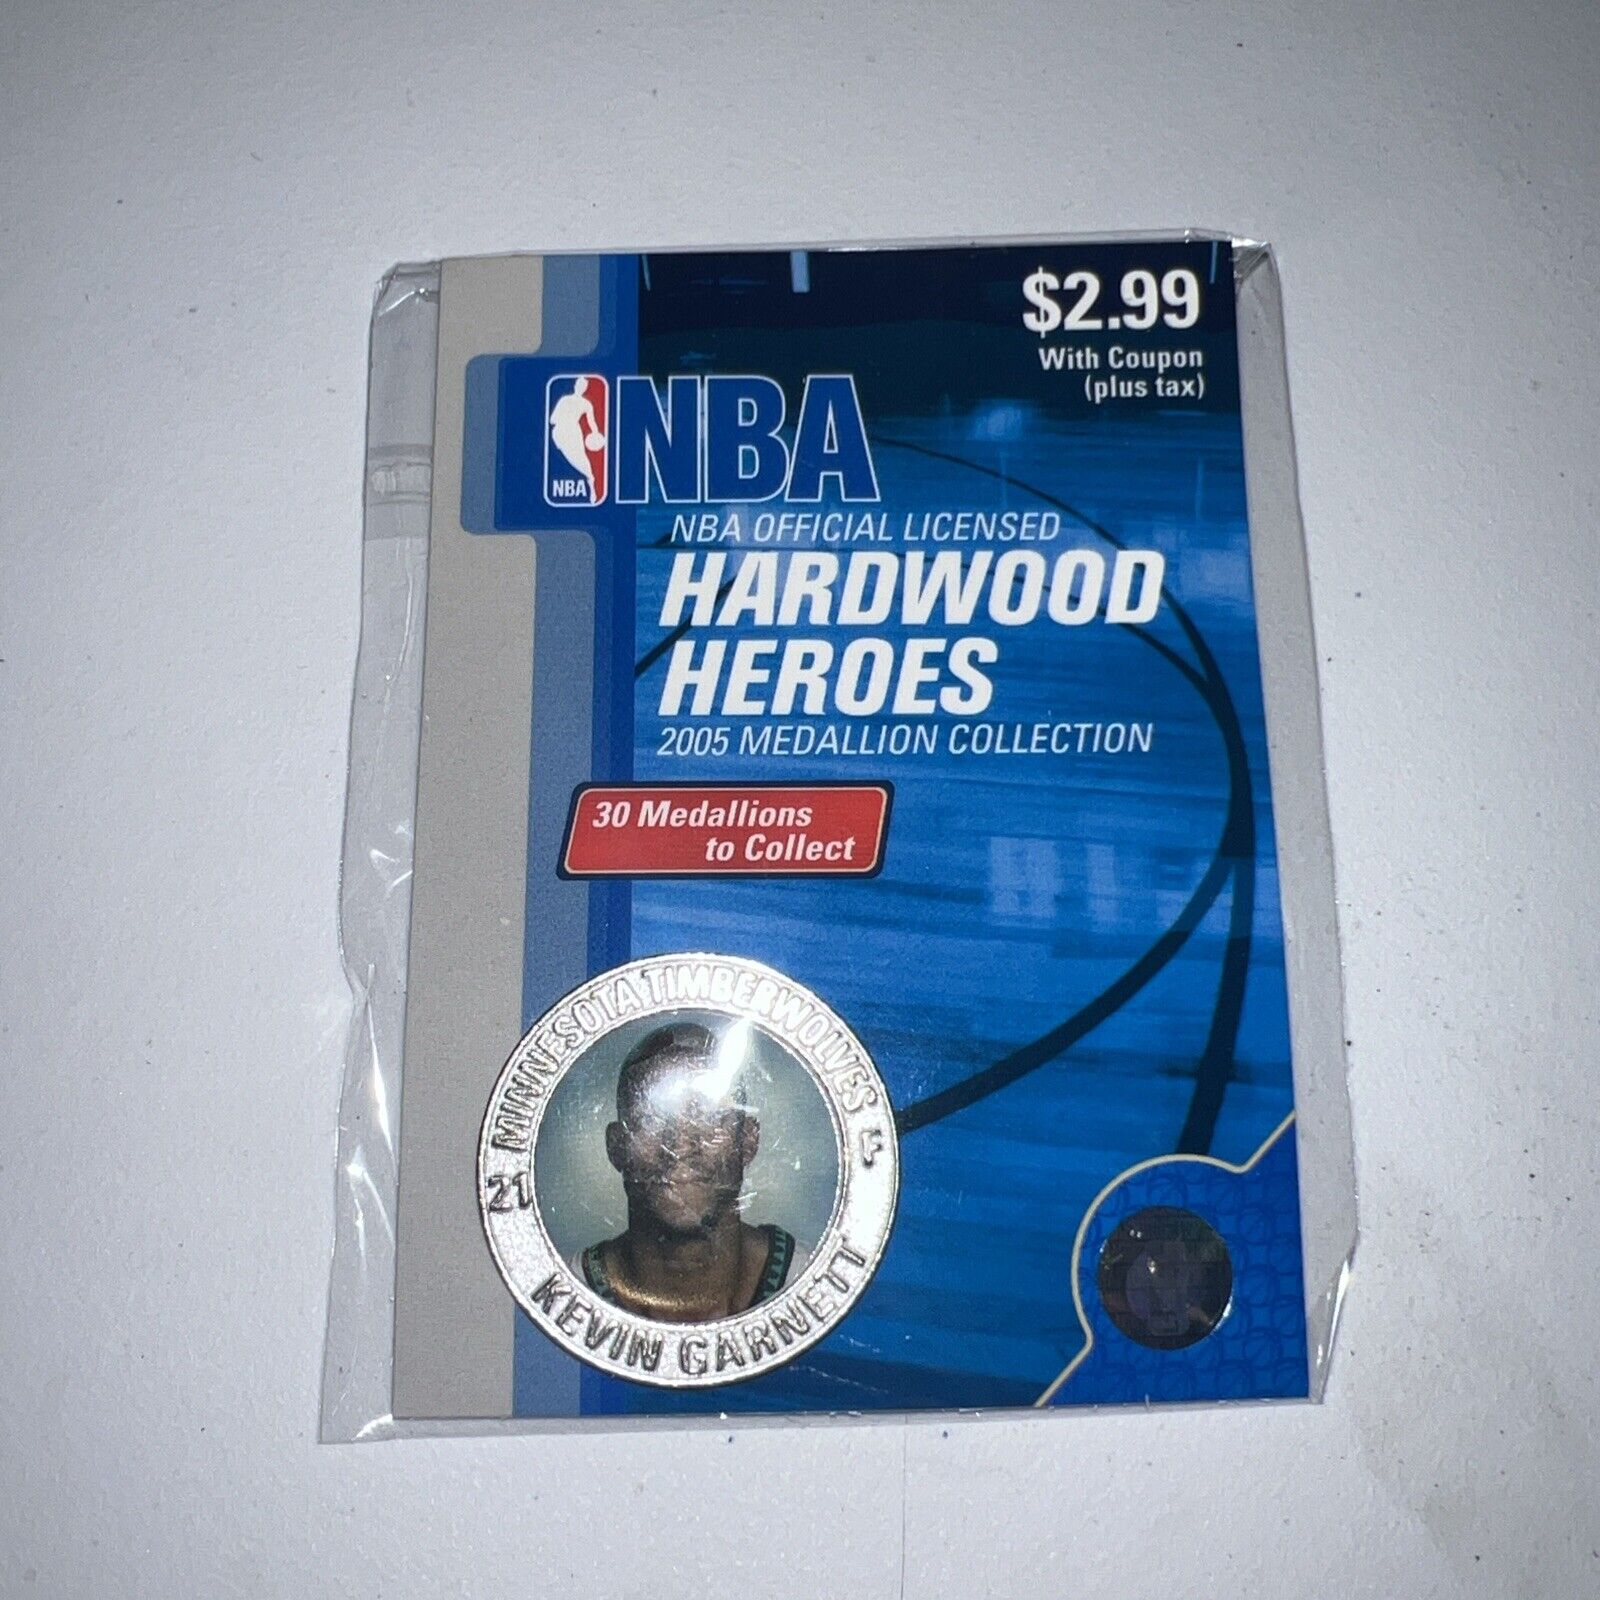 $2.99
With Coupon
(plus tax)
NBA
NBA
NBA OFFICIAL LICENSED
HARDWOOD
HEROES
2005 MEDALLION COLLECTION
30 Medallions
to Collect
MINNESOTA TIMBERWOLVES
21
F
KEVIN GARNETT